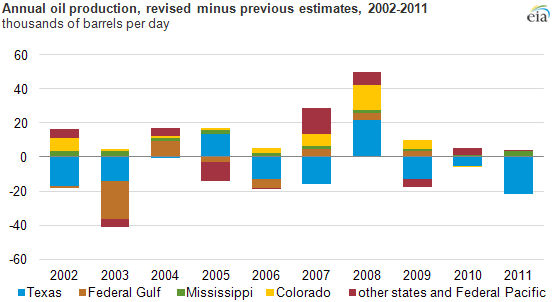 Annual oil production, revised minus previous estimates, 2002-2011
thousands of barrels per day
eia
60
40
20
0
-20
-40
-60
2002 2003 2004 2005 2006 2007 2008 2009 2010 2011
Texas Federal Gulf Mississippi Colorado other states and Federal Pacific